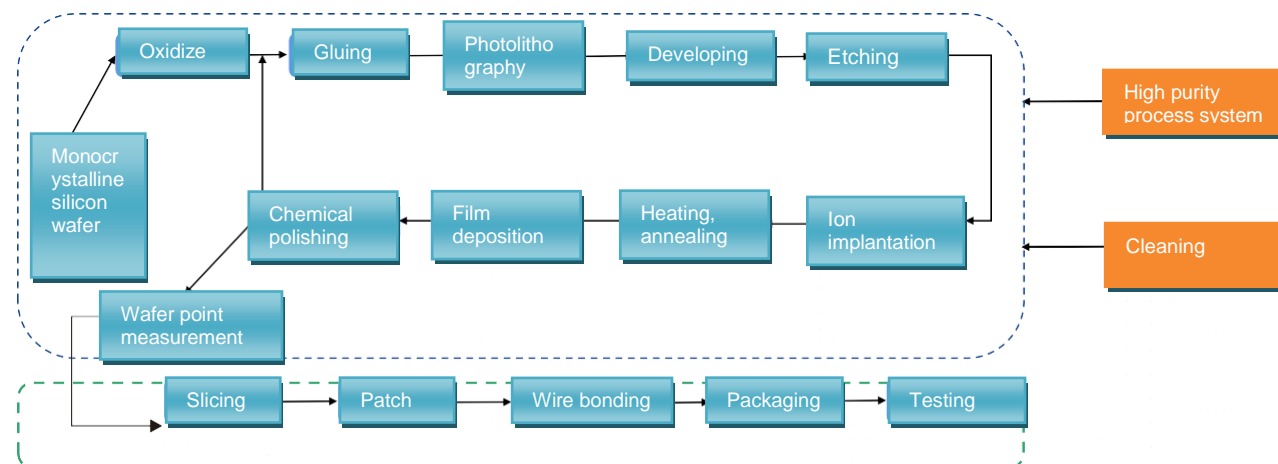 Oxidize
Gluing
Photolitho
graphy
Developing
Etching
High purity
process system
Monocr
ystalline
silicon
wafer
Chemical
polishing
Film
deposition
Heating,
annealing
Ion
implantation
Cleaning
Wafer point
measurement
Slicing
Patch
Wire bonding
Packaging
Testing